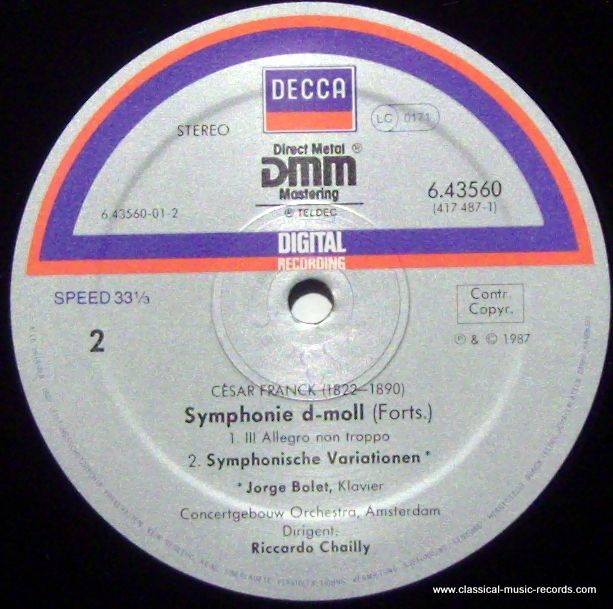 DECCA
STEREO
LC 0171
Direct Metal ®
DMM
Mastering
℗ TELDEC
6.43560
(417 487-1)
6.43560-01-2
DIGITAL
RECORDING
SPEED 33⅓
Contr.
Copyr.
2
℗ & © 1987
CÉSAR FRANCK (1822–1890)
Symphonie d-moll (Forts.)
1. III Allegro non troppo
2. Symphonische Variationen *
* Jorge Bolet, Klavier
Concertgebouw Orchestra, Amsterdam
Dirigent:
Riccardo Chailly
www.classical-music-records.com